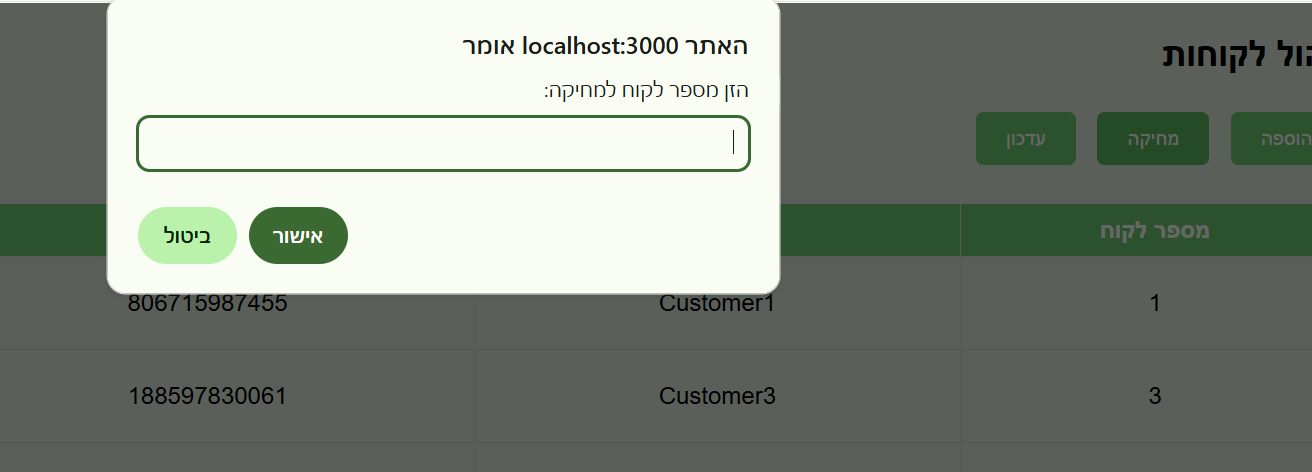 האתר localhost:3000 אומר
הזן מספר לקוח למחיקה:
אישור ביטול
לקוחות
הוספה מחיקה עדכון
מספר לקוח
1 Customer1 806715987455
3 Customer3 188597830061